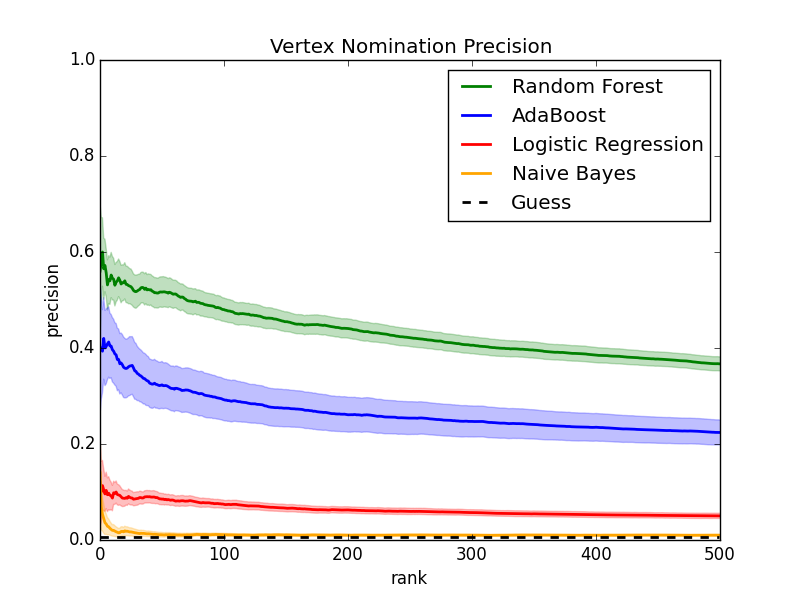 Vertex Nomination Precision
1.0
0.8
0.6
0.4
0.2
0.0
precision
Random Forest
AdaBoost
Logistic Regression
Naive Bayes
Guess
0 100 200 300 400 500
rank